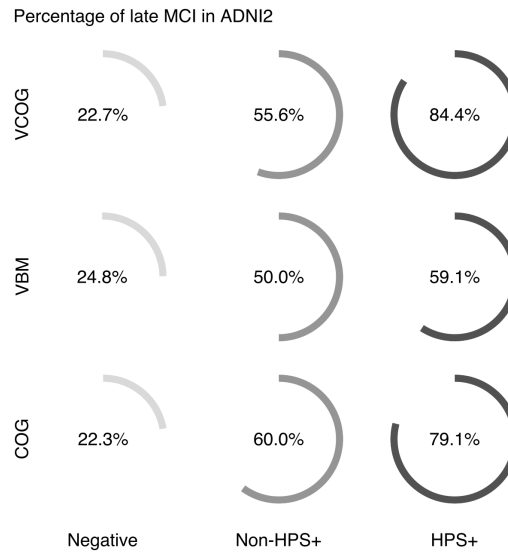 Percentage of late MCI in ADNI2
VCOG
22.7%
55.6%
84.4%
VBM
24.8%
50.0%
59.1%
COG
22.3%
60.0%
79.1%
Negative
Non-HPS+
HPS+